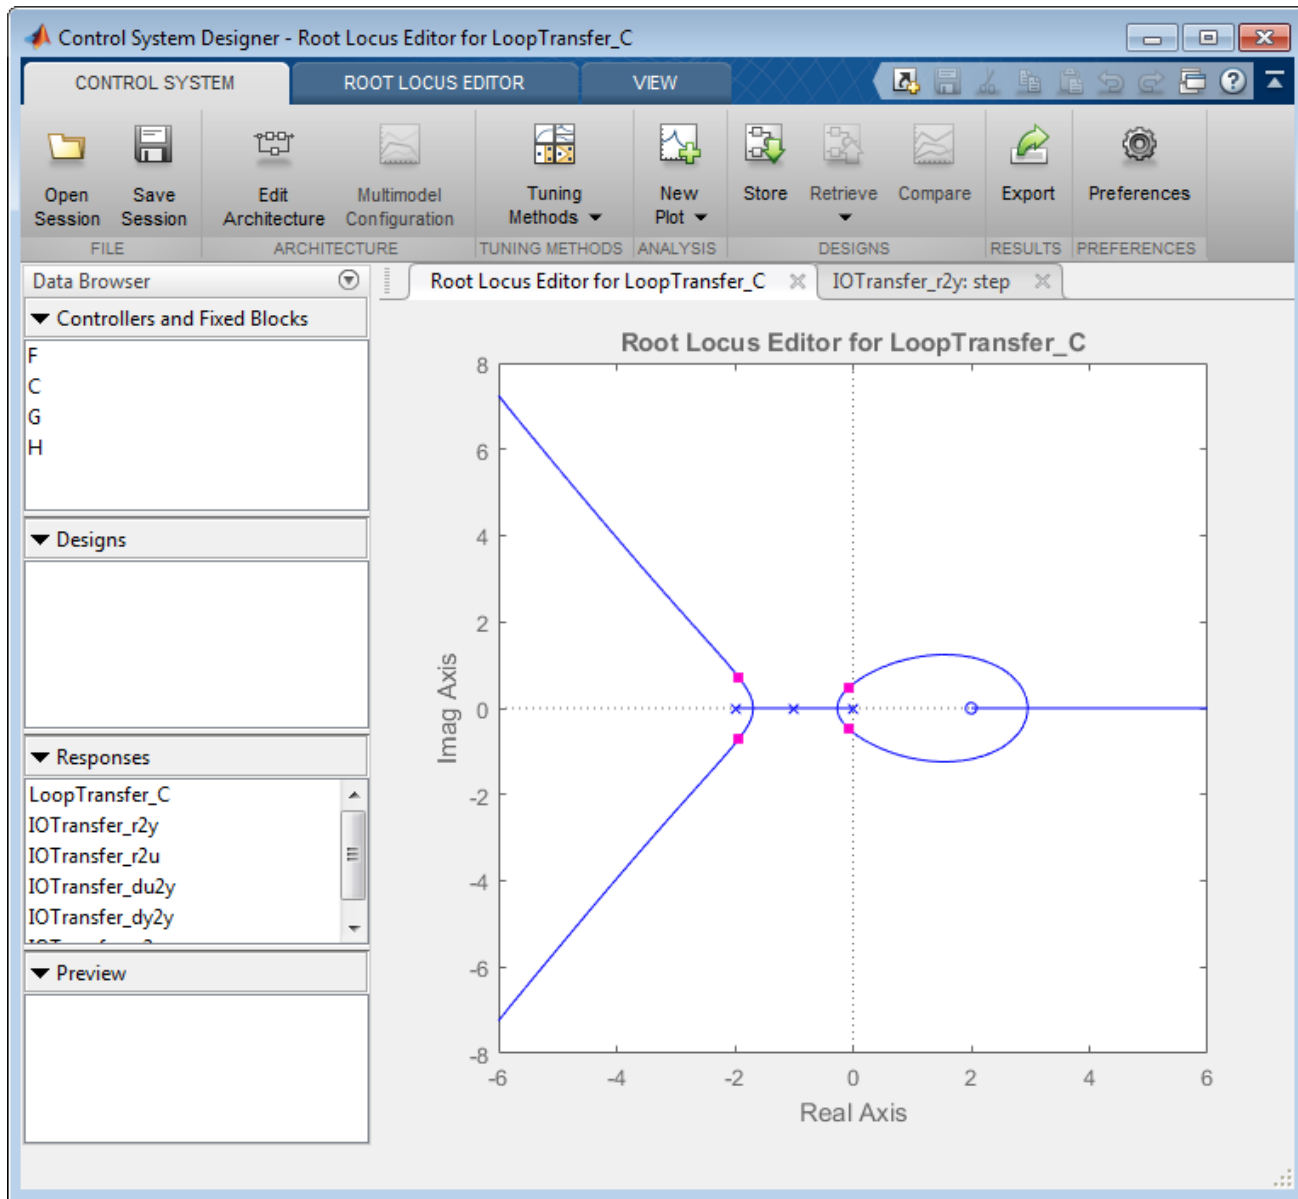 Control System Designer - Root Locus Editor for LoopTransfer_C
CONTROL SYSTEM ROOT LOCUS EDITOR VIEW
Open Session
Save Session
Edit Architecture
Multimodel Configuration
Tuning Methods
New Plot
Store
Retrieve
Compare
Export
Preferences
FILE ARCHITECTURE TUNING METHODS ANALYSIS DESIGNS RESULTS PREFERENCES
Data Browser
Controllers and Fixed Blocks
F
C
G
H
Designs
Responses
LoopTransfer_C
IOTransfer_r2y
IOTransfer_r2u
IOTransfer_du2y
IOTransfer_dy2y
Preview
Root Locus Editor for LoopTransfer_C
IOTransfer_r2y: step
Root Locus Editor for LoopTransfer_C
8
6
4
2
0
-2
-4
-6
-8
Imag Axis
-6 -4 -2 0 2 4 6
Real Axis